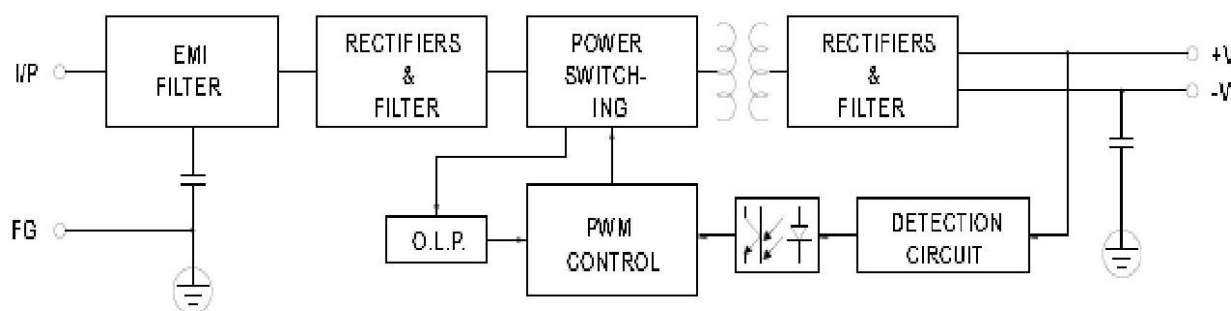 I/P
EMI
FILTER
RECTIFIERS
&
FILTER
POWER
SWITCH-
ING
RECTIFIERS
&
FILTER
+V
-V
FG
O.L.P.
PWM
CONTROL
DETECTION
CIRCUIT